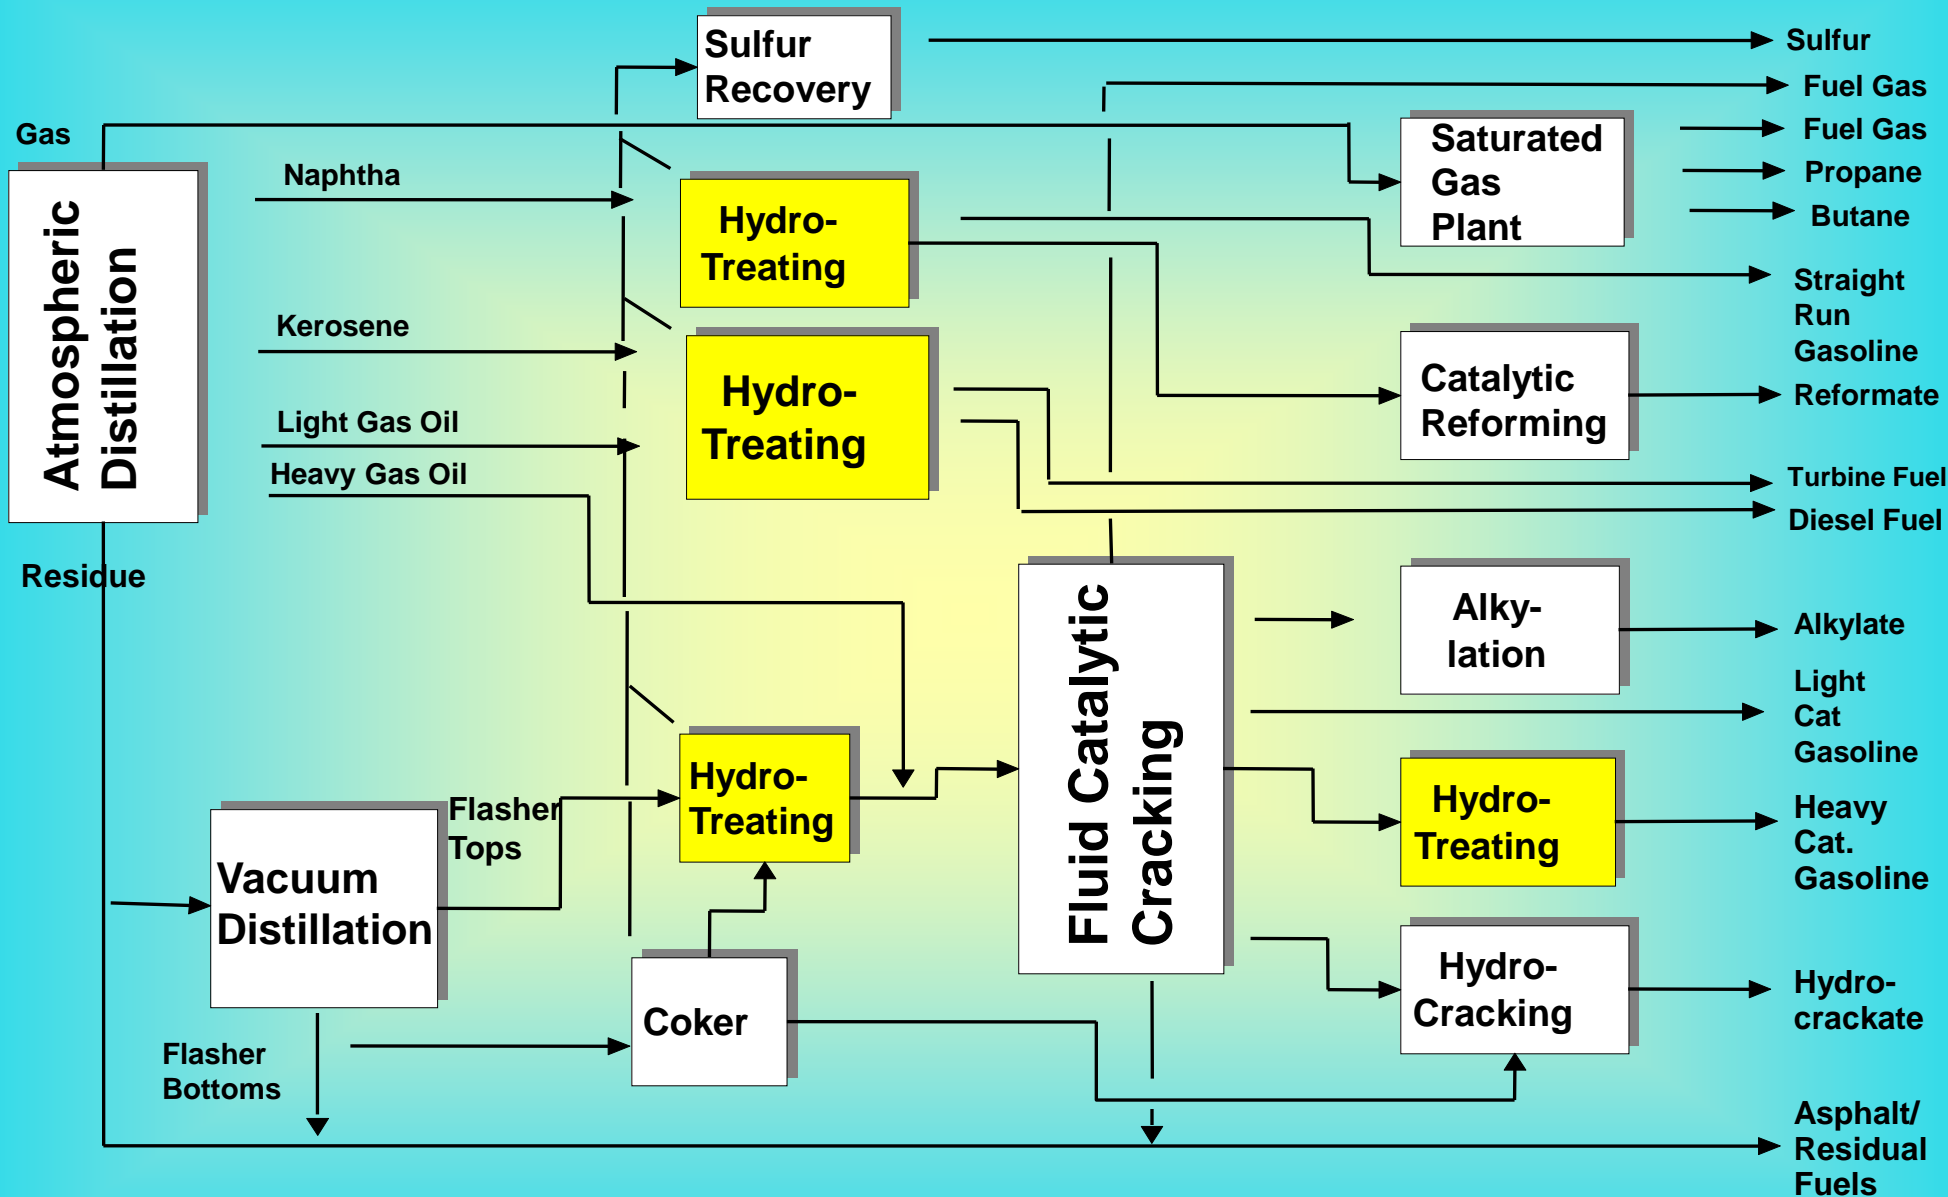 Sulfur
Recovery
Sulfur
Fuel Gas
Gas
Saturated
Gas
Plant
Fuel Gas
Propane
Butane
Naphtha
Atmospheric
Distillation
Hydro-
Treating
Straight
Run
Gasoline
Kerosene
Hydro-
Treating
Catalytic
Reforming
Reformate
Light Gas Oil
Heavy Gas Oil
Turbine Fuel
Diesel Fuel
Residue
Fluid Catalytic
Cracking
Alky-
lation
Alkylate
Light
Cat
Gasoline
Hydro-
Treating
Flasher
Tops
Hydro-
Treating
Heavy
Cat.
Gasoline
Vacuum
Distillation
Hydro-
Cracking
Hydro-
crackate
Coker
Flasher
Bottoms
Asphalt/
Residual
Fuels